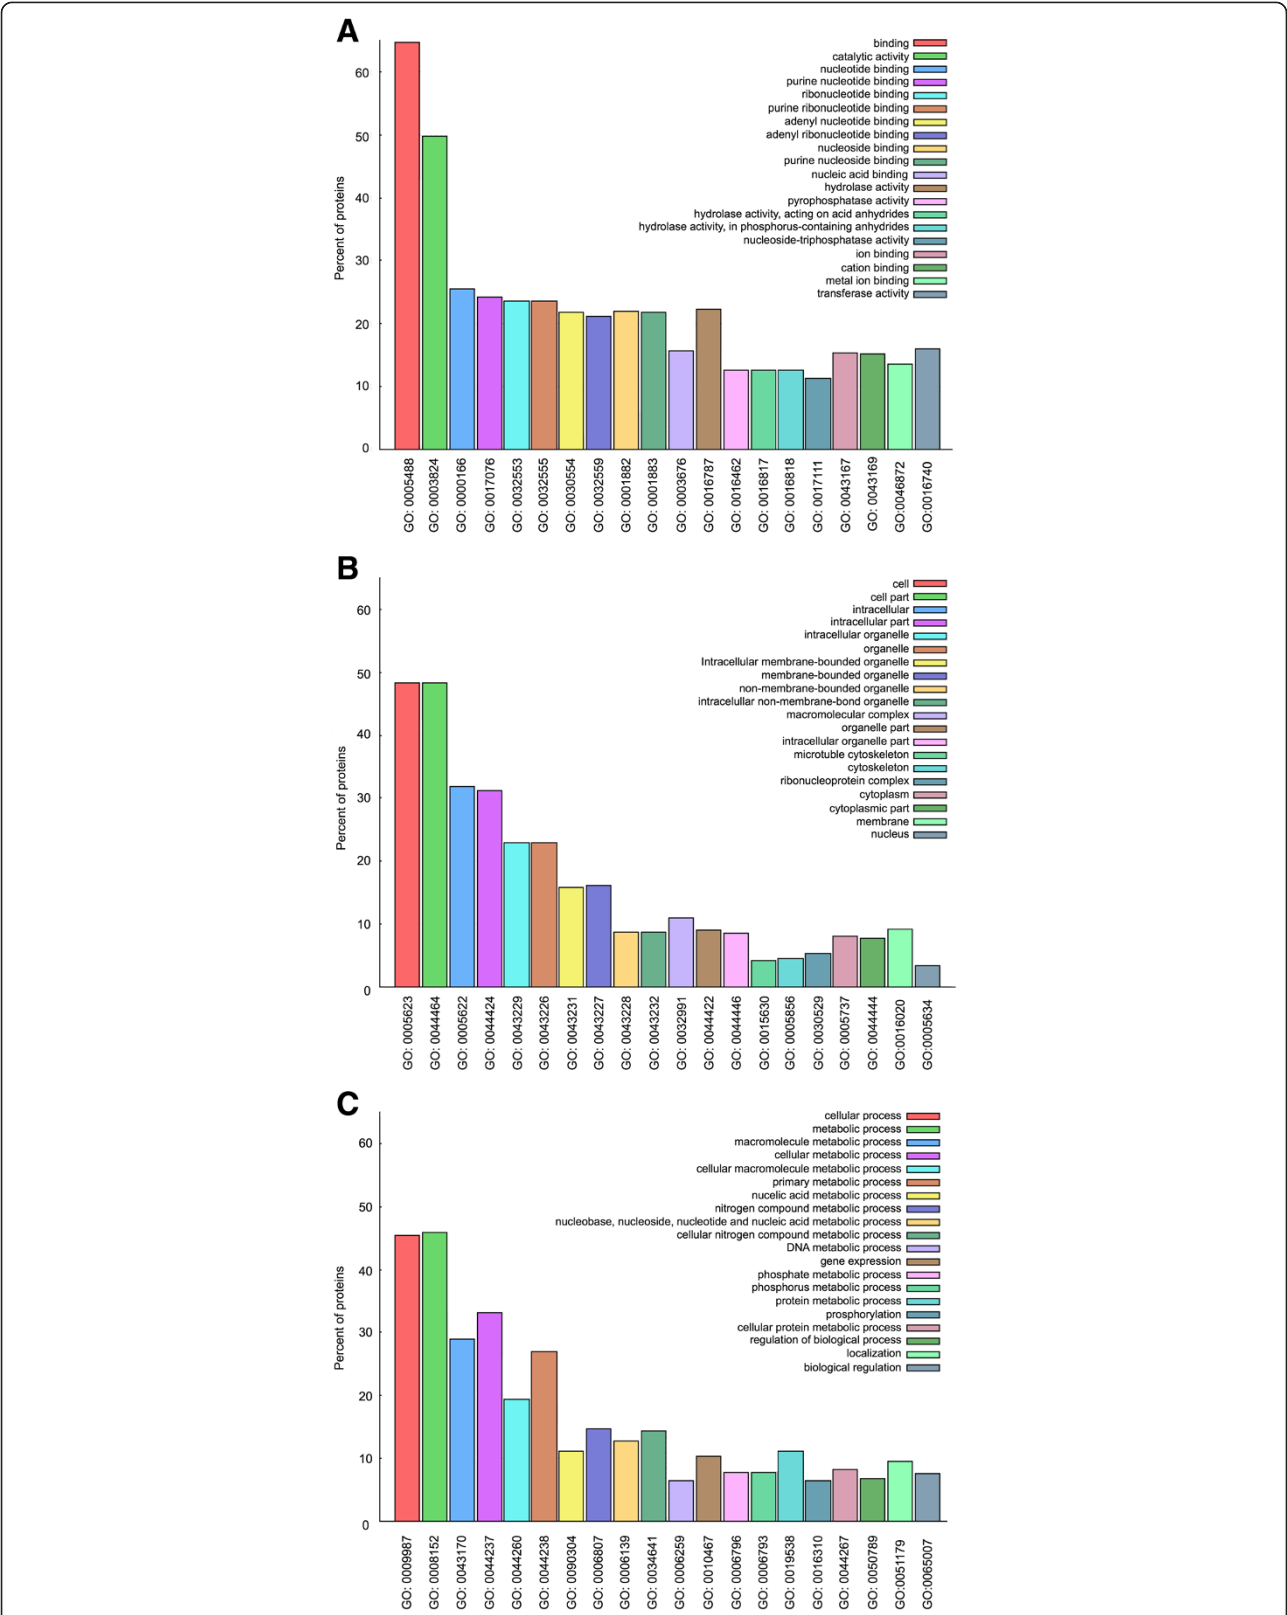 A
binding
catalytic activity
nucleotide binding
purine nucleotide binding
ribonucleotide binding
purine ribonucleotide binding
adenyl nucleotide binding
adenyl ribonucleotide binding
nucleoside binding
purine nucleoside binding
nucleic acid binding
hydrolase activity
pyrophosphatase activity
hydrolase activity, acting on acid anhydrides
hydrolase activity, in phosphorus-containing anhydrides
nucleoside-triphosphatase activity
ion binding
cation binding
metal ion binding
transferase activity
Percent of proteins
60
50
40
30
20
10
0
GO: 0005488
GO: 0003824
GO: 0000166
GO: 0017076
GO: 0032553
GO: 0032555
GO: 0030554
GO: 0032559
GO: 0001882
GO: 0001883
GO: 0003676
GO: 0016787
GO: 0016462
GO: 0016817
GO: 0016818
GO: 0017111
GO: 0043167
GO: 0043169
GO:0046872
GO:0016740
B
cell
cell part
intracellular
intracellular part
intracellular organelle
organelle
Intracellular membrane-bounded organelle
membrane-bounded organelle
non-membrane-bounded organelle
intracelullar non-membrane-bond organelle
macromolecular complex
organelle part
intracellular organelle part
microtuble cytoskeleton
cytoskeleton
ribonucleoprotein complex
cytoplasm
cytoplasmic part
membrane
nucleus
Percent of proteins
60
50
40
30
20
10
0
GO: 0005623
GO: 0044464
GO: 0005622
GO: 0044424
GO: 0043229
GO: 0043226
GO: 0043231
GO: 0043227
GO: 0043228
GO: 0043232
GO: 0032991
GO: 0044422
GO: 0044446
GO: 0015630
GO: 0005856
GO: 0030529
GO: 0005737
GO: 0044444
GO:0016020
GO:0005634
C
cellular process
metabolic process
macromolecule metabolic process
cellular metabolic process
cellular macromolecule metabolic process
primary metabolic process
nucelic acid metabolic process
nitrogen compound metabolic process
nucleobase, nucleoside, nucleotide and nucleic acid metabolic process
cellular nitrogen compound metabolic process
DNA metabolic process
gene expression
phosphate metabolic process
phosphorus metabolic process
protein metabolic process
phosphorylation
cellular protein metabolic process
regulation of biological process
localization
biological regulation
Percent of proteins
60
50
40
30
20
10
0
GO: 0009987
GO: 0008152
GO: 0043170
GO: 0044237
GO: 0044260
GO: 0044238
GO: 0090304
GO: 0006807
GO: 0006139
GO: 0034641
GO: 0006259
GO: 0010467
GO: 0006796
GO: 0006793
GO: 0019538
GO: 0016310
GO: 0044267
GO: 0050789
GO:0051179
GO:0065007